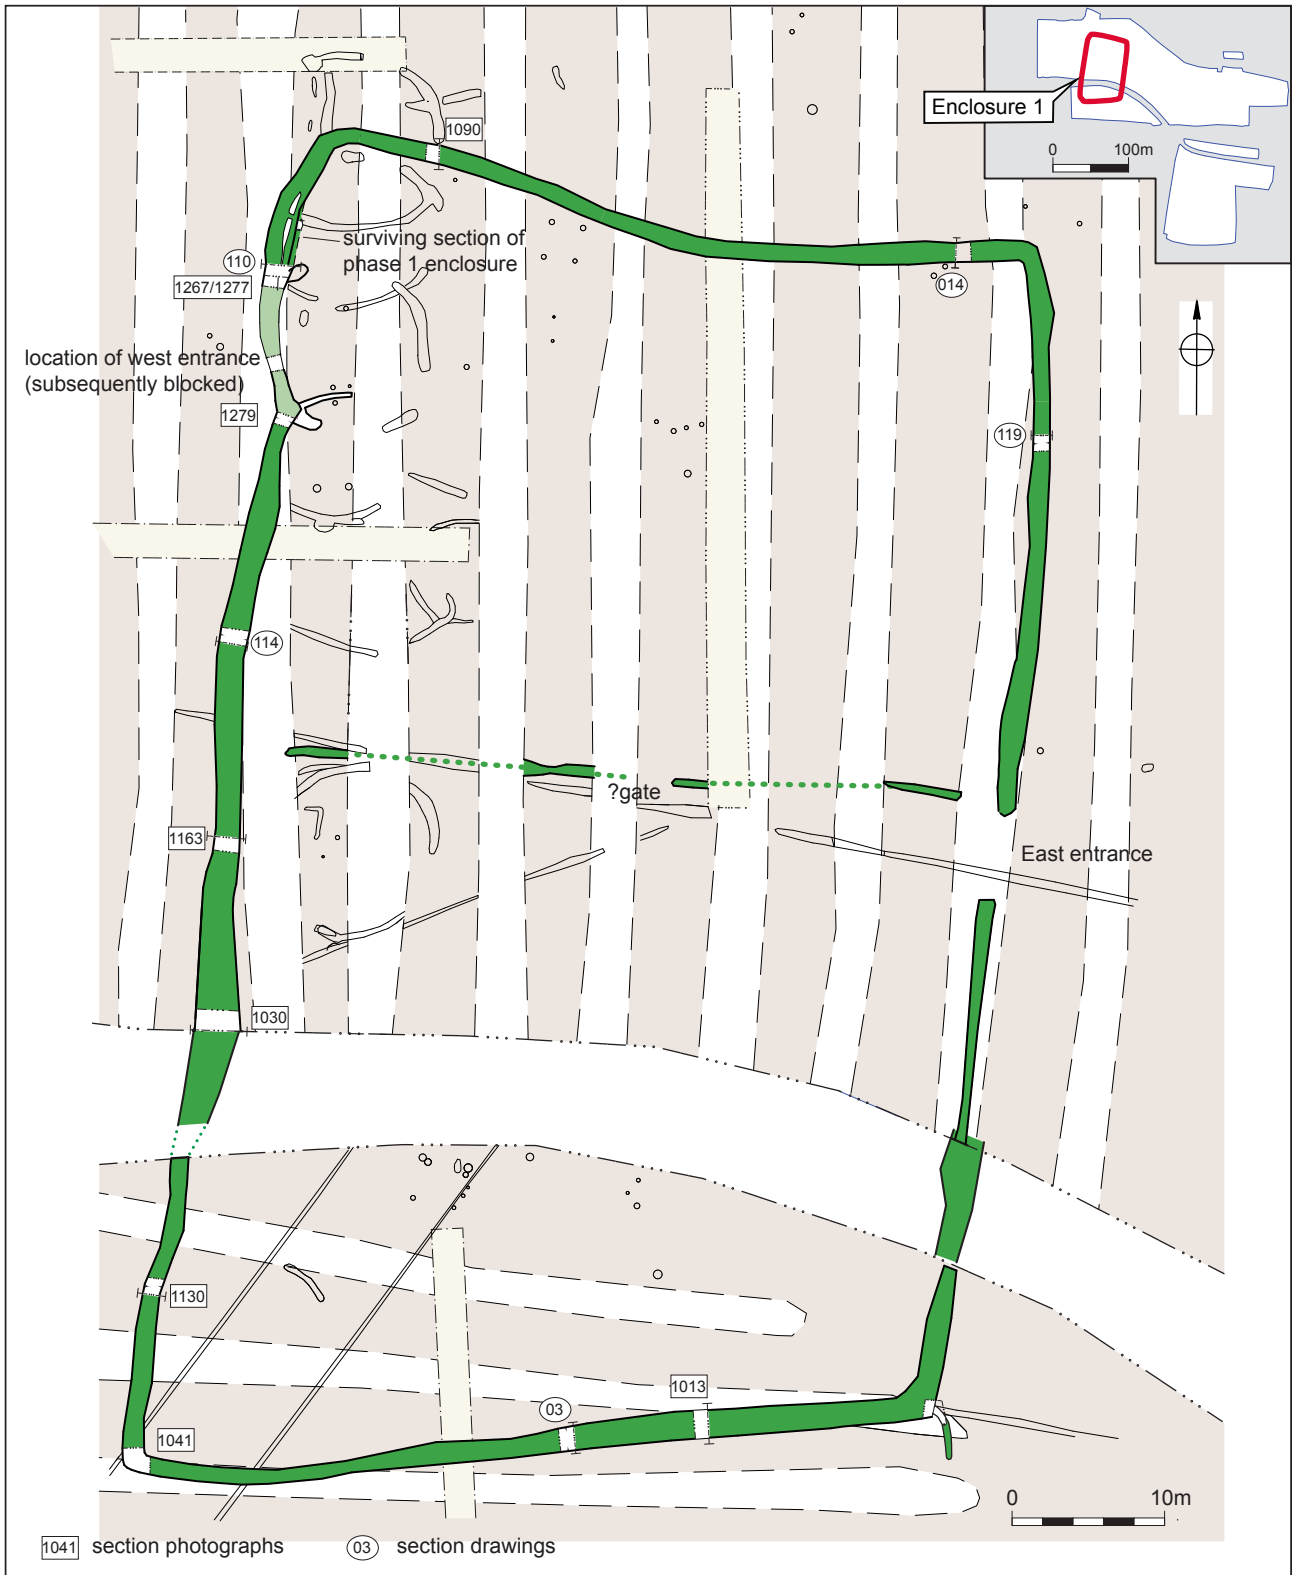 Enclosure 1
0 100m
1090
surviving section of
phase 1 enclosure
110
1267/1277
014
location of west entrance
(subsequently blocked)
1279
119
114
?gate
1163
East entrance
1030
1130
1013
03
1041
0 10m
1041 section photographs 03 section drawings